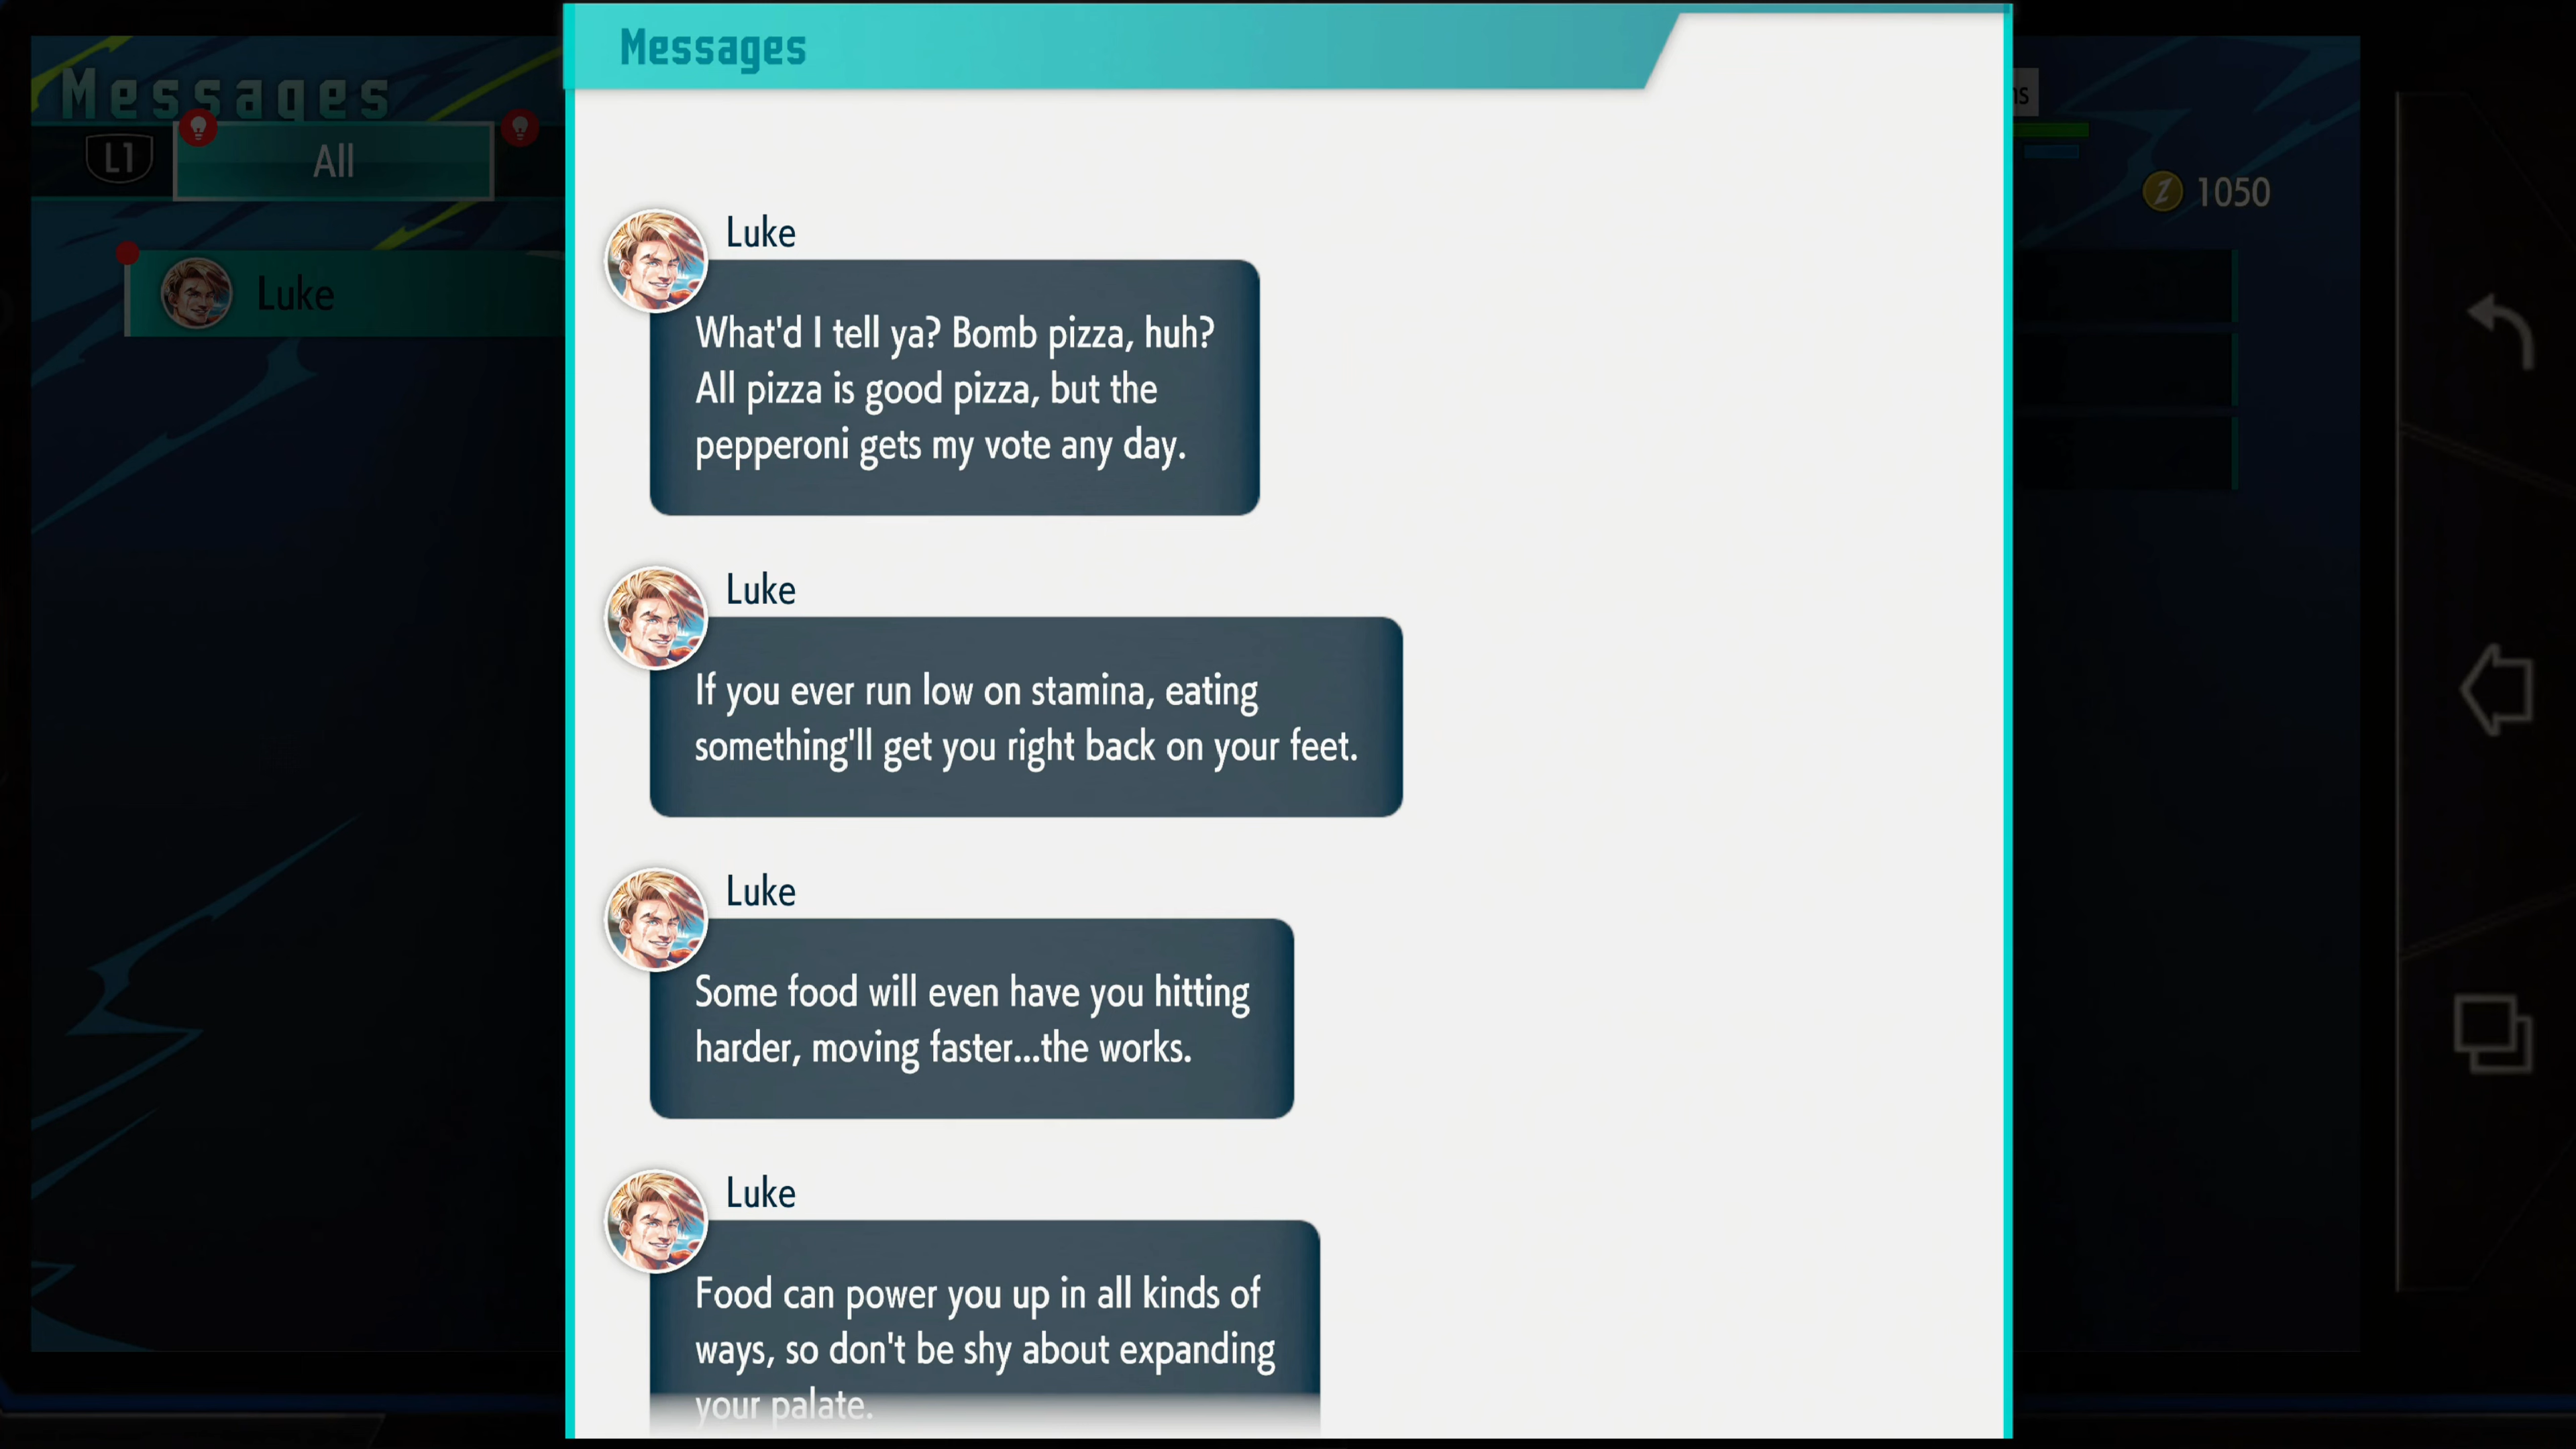 Messages
L1
All
Luke
Messages
Luke
What'd I tell ya? Bomb pizza, huh?
All pizza is good pizza, but the
pepperoni gets my vote any day.
Luke
If you ever run low on stamina, eating
something'll get you right back on your feet.
Luke
Some food will even have you hitting
harder, moving faster...the works.
Luke
Food can power you up in all kinds of
ways, so don't be shy about expanding
your palate.
1050